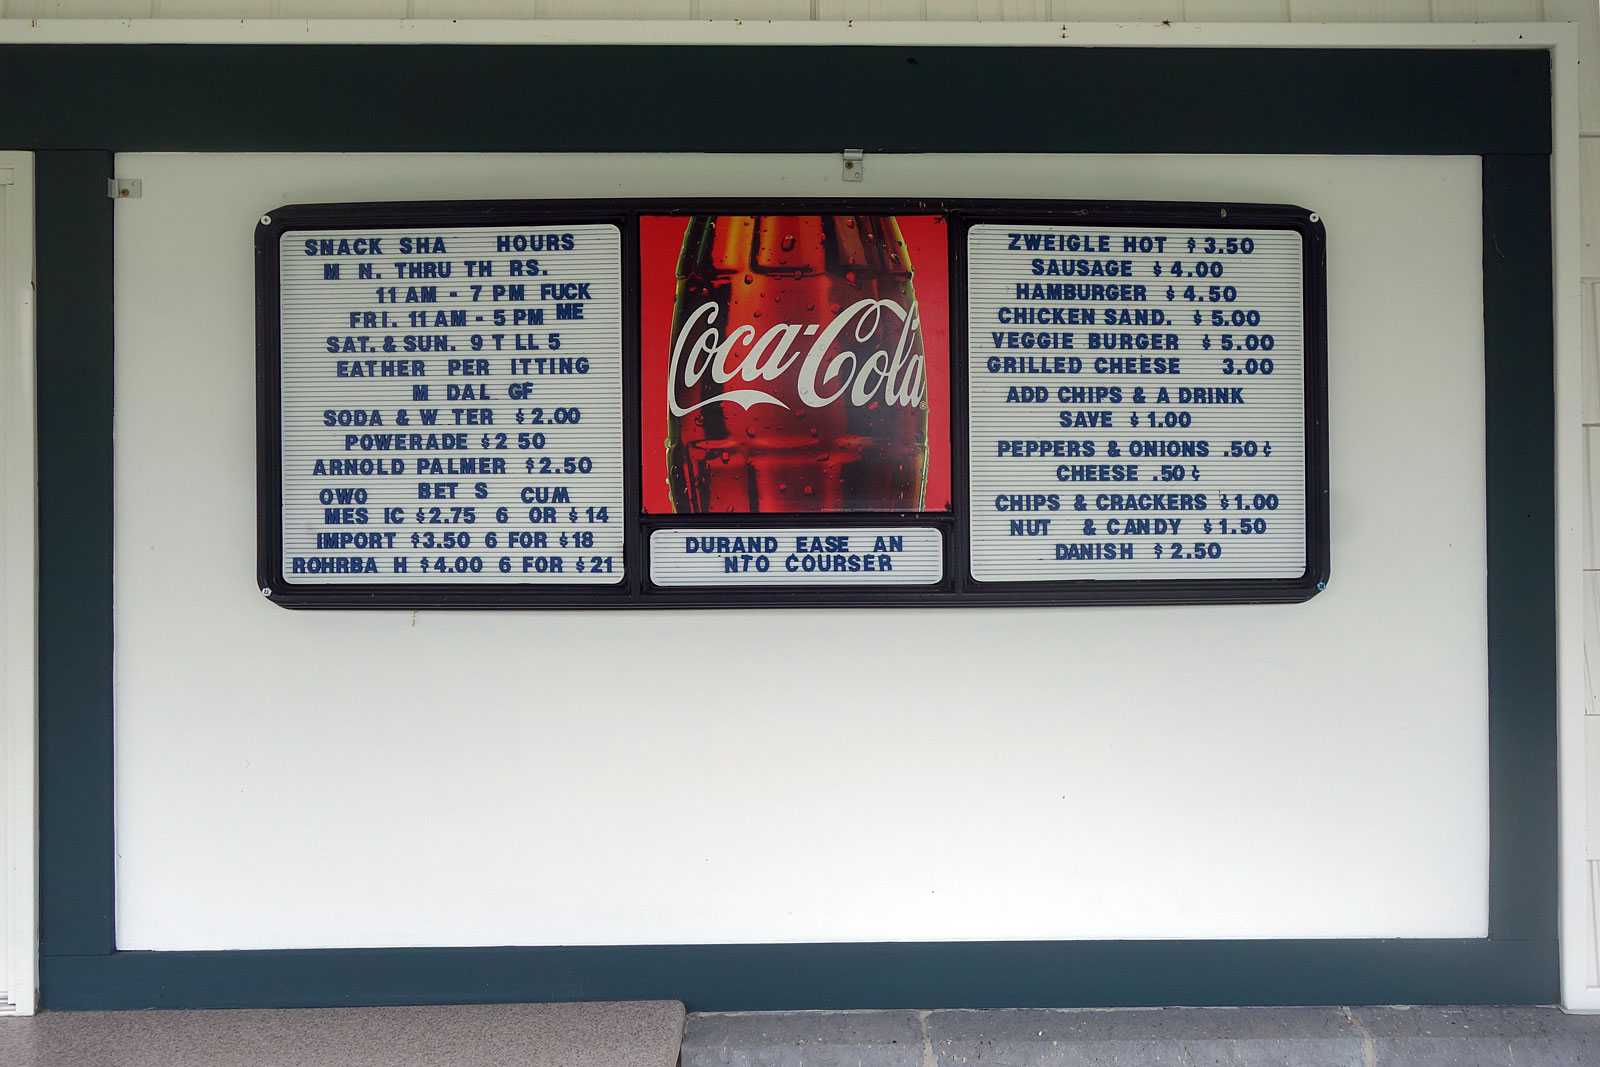 SNACK SHA HOURS
M N. THRU TH RS.
11 AM - 7 PM FUCK
FRI. 11 AM - 5 PM ME
SAT. & SUN. 9 T LL 5
EATHER PER ITTING
M DAL GF
SODA & W TER $2.00
POWERADE $2 50
ARNOLD PALMER $2.50
OWO BET S CUM
MES IC $2.75 6 OR $14
IMPORT $3.50 6 FOR $18
ROHRBA H $4.00 6 FOR $21
Coca-Cola
DURAND EASE AN
NTO COURSER
ZWEIGLE HOT $3.50
SAUSAGE $4.00
HAMBURGER $4.50
CHICKEN SAND. $5.00
VEGGIE BURGER $5.00
GRILLED CHEESE 3.00
ADD CHIPS & A DRINK
SAVE $1.00
PEPPERS & ONIONS .50¢
CHEESE .50¢
CHIPS & CRACKERS $1.00
NUT & CANDY $1.50
DANISH $2.50